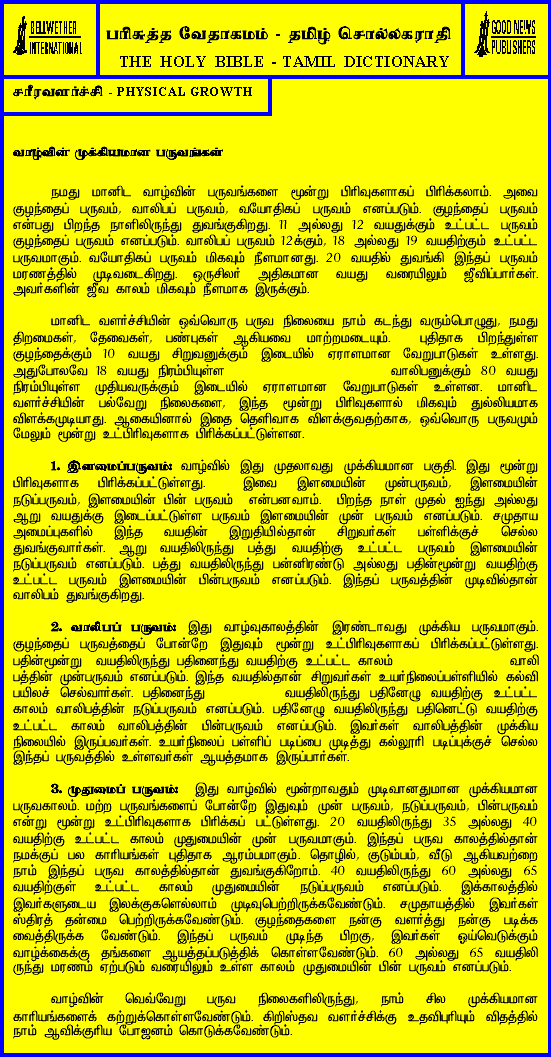 BELLWETHER
INTERNATIONAL
பரிசுத்த வேதாகமம் - தமிழ் சொல்லகராதி
THE HOLY BIBLE - TAMIL DICTIONARY
GOOD NEWS
PUBLISHERS
சரீரவளர்ச்சி - PHYSICAL GROWTH
வாழ்வின் முக்கியமான பருவங்கள்
நமது மானிட வாழ்வின் பருவங்களை மூன்று பிரிவுகளாகப் பிரிக்கலாம். அவை
குழந்தைப் பருவம், வாலிபப் பருவம், வயோதிகப் பருவம் எனப்படும். குழந்தைப் பருவம்
என்பது பிறந்த நாளிலிருந்து துவங்குகிறது. 11 அல்லது 12 வயதுக்கும் உட்பட்ட பருவம்
குழந்தைப் பருவம் எனப்படும். வாலிபப் பருவம் 12க்கும், 18 அல்லது 19 வயதிற்கும் உட்பட்ட
பருவமாகும். வயோதிகப் பருவம் மிகவும் நீளமானது. 20 வயதில் துவங்கி இந்தப் பருவம்
மரணத்தில் முடிவடைகிறது. ஒருசிலர் அதிகமான வயது வரையிலும் ஜீவிப்பார்கள்.
அவர்களின் ஜீவ காலம் மிகவும் நீளமாக இருக்கும்.
மானிட வளர்ச்சியின் ஒவ்வொரு பருவ நிலையை நாம் கடந்து வரும்பொழுது, நமது
திறமைகள், தேவைகள், பண்புகள் ஆகியவை மாற்றமடையும். புதிதாக பிறந்துள்ள
குழந்தைக்கும் 10 வயது சிறுவனுக்கும் இடையில் ஏராளமான வேறுபாடுகள் உள்ளது.
அதுபோலவே 18 வயது நிரம்பியுள்ள வாலிபனுக்கும் 80 வயது
நிரம்பியுள்ள முதியவருக்கும் இடையில் ஏராளமான வேறுபாடுகள் உள்ளன. மானிட
வளர்ச்சியின் பல்வேறு நிலைகளை, இந்த மூன்று பிரிவுகளால் மிகவும் துல்லியமாக
விளக்கமுடியாது. ஆகையினால் இதை தெளிவாக விளக்குவதற்காக, ஒவ்வொரு பருவமும்
மேலும் மூன்று உட்பிரிவுகளாக பிரிக்கப்பட்டுள்ளன.
1. இளமைப்பருவம்: வாழ்வில் இது முதலாவது முக்கியமான பகுதி. இது மூன்று
பிரிவுகளாக பிரிக்கப்பட்டுள்ளது. இவை இளமையின் முன்பருவம், இளமையின்
நடுப்பருவம், இளமையின் பின் பருவம் என்பனவாம். பிறந்த நாள் முதல் ஐந்து அல்லது
ஆறு வயதுக்கு இடைப்பட்டுள்ள பருவம் இளமையின் முன் பருவம் எனப்படும். சமுதாய
அமைப்புகளில் இந்த வயதின் இறுதியில்தான் சிறுவர்கள் பள்ளிக்குச் செல்ல
துவங்குவார்கள். ஆறு வயதிலிருந்து பத்து வயதிற்கு உட்பட்ட பருவம் இளமையின்
நடுப்பருவம் எனப்படும். பத்து வயதிலிருந்து பன்னிரண்டு அல்லது பதின்மூன்று வயதிற்கு
உட்பட்ட பருவம் இளமையின் பின்பருவம் எனப்படும். இந்தப் பருவத்தின் முடிவில்தான்
வாலிபம் துவங்குகிறது.
2. வாலிபப் பருவம்: இது வாழ்வுகாலத்தின் இரண்டாவது முக்கிய பருவமாகும்.
குழந்தைப் பருவத்தைப் போன்றே இதுவும் மூன்று உட்பிரிவுகளாகப் பிரிக்கப்பட்டுள்ளது.
பதின்மூன்று வயதிலிருந்து பதினைந்து வயதிற்கு உட்பட்ட காலம் வாலி
பத்தின் முன்பருவம் எனப்படும். இந்த வயதில்தான் சிறுவர்கள் உயர்நிலைப்பள்ளியில் கல்வி
பயிலச் செல்வார்கள். பதினைந்து வயதிலிருந்து பதினேழு வயதிற்கு உட்பட்ட
காலம் வாலிபத்தின் நடுப்பருவம் எனப்படும். பதினேழு வயதிலிருந்து பதினெட்டு வயதிற்கு
உட்பட்ட காலம் வாலிபத்தின் பின்பருவம் எனப்படும். இவர்கள் வாலிபத்தின் முக்கிய
நிலையில் இருப்பவர்கள். உயர்நிலைப் பள்ளிப் படிப்பை முடித்து கல்லூரி படிப்புக்குச் செல்ல
இந்தப் பருவத்தில் உள்ளவர்கள் ஆயத்தமாக இருப்பார்கள்.
3. முதுமைப் பருவம்: இது வாழ்வில் மூன்றாவதும் முடிவானதுமான முக்கியமான
பருவகாலம். மற்ற பருவங்களைப் போன்றே இதுவும் முன் பருவம், நடுப்பருவம், பின்பருவம்
என்று மூன்று உட்பிரிவுகளாக பிரிக்கப் பட்டுள்ளது. 20 வயதிலிருந்து 35 அல்லது 40
வயதிற்கு உட்பட்ட காலம் முதுமையின் முன் பருவமாகும். இந்தப் பருவ காலத்தில்தான்
நமக்குப் பல காரியங்கள் புதிதாக ஆரம்பமாகும். தொழில், குடும்பம், வீடு ஆகியவற்றை
நாம் இந்தப் பருவ காலத்தில்தான் துவங்குகிறோம். 40 வயதிலிருந்து 60 அல்லது 65
வயதிற்குள் உட்பட்ட காலம் முதுமையின் நடுப்பருவம் எனப்படும். இக்காலத்தில்
இவர்களுடைய இலக்குகளெல்லாம் முடிவுபெற்றிருக்கவேண்டும். சமுதாயத்தில் இவர்கள்
ஸ்திரத் தன்மை பெற்றிருக்கவேண்டும். குழந்தைகளை நன்கு வளர்த்து நன்கு படிக்க
வைத்திருக்க வேண்டும். இந்தப் பருவம் முடிந்த பிறகு, இவர்கள் ஓய்வெடுக்கும்
வாழ்க்கைக்கு தங்களை ஆயத்தப்படுத்திக் கொள்ளவேண்டும். 60 அல்லது 65 வயதிலி
ருந்து மரணம் ஏற்படும் வரையிலும் உள்ள காலம் முதுமையின் பின் பருவம் எனப்படும்.
வாழ்வின் வெவ்வேறு பருவ நிலைகளிலிருந்து, நாம் சில முக்கியமான
காரியங்களைக் கற்றுக்கொள்ளவேண்டும். கிறிஸ்தவ வளர்ச்சிக்கு உதவிபுரியும் விதத்தில்
நாம் ஆவிக்குரிய போஜனம் கொடுக்கவேண்டும்.